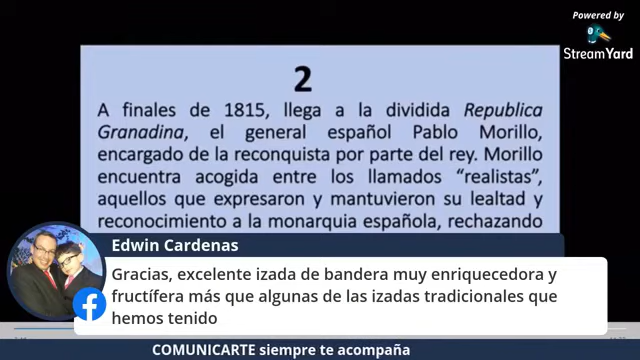 Powered by
StreamYard
2
A finales de 1815, llega a la dividida Republica
Granadina, el general español Pablo Morillo,
encargado de la reconquista por parte del rey. Morillo
encuentra acogida entre los llamados “realistas”,
aquellos que expresaron y mantuvieron su lealtad y
reconocimiento a la monarquia española, rechazando
Edwin Cardenas
Gracias, excelente izada de bandera muy enriquecedora y
fructífera más que algunas de las izadas tradicionales que
hemos tenido
COMUNICARTE siempre te acompaña